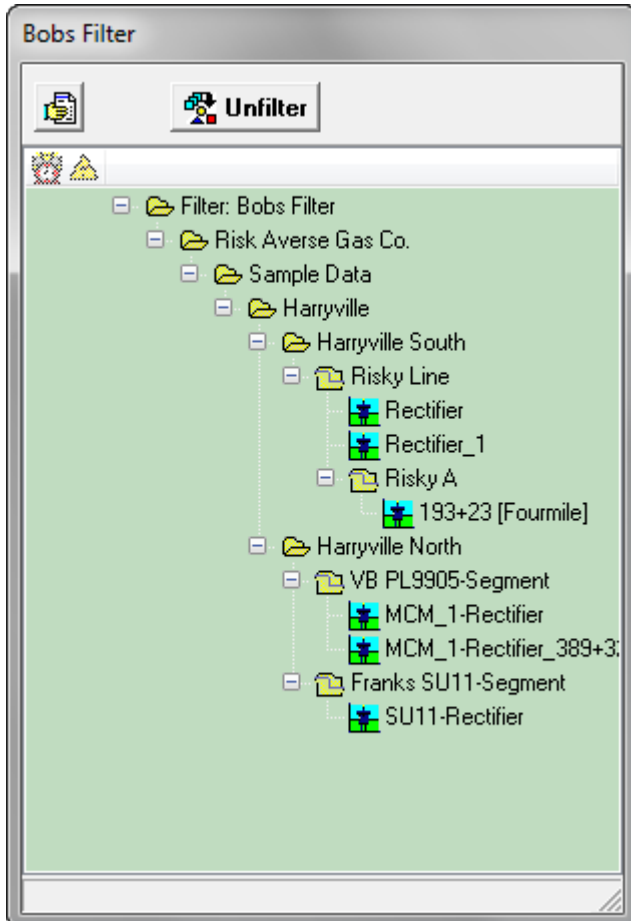 Bobs Filter
Unfilter
Filter: Bobs Filter
Risk Averse Gas Co.
Sample Data
Harryville
Harryville South
Risky Line
Rectifier
Rectifier_1
Risky A
193+23 [Fourmile]
Harryville North
VB PL9905-Segment
MCM_1-Rectifier
MCM_1-Rectifier_389+3
Franks SU11-Segment
SU11-Rectifier